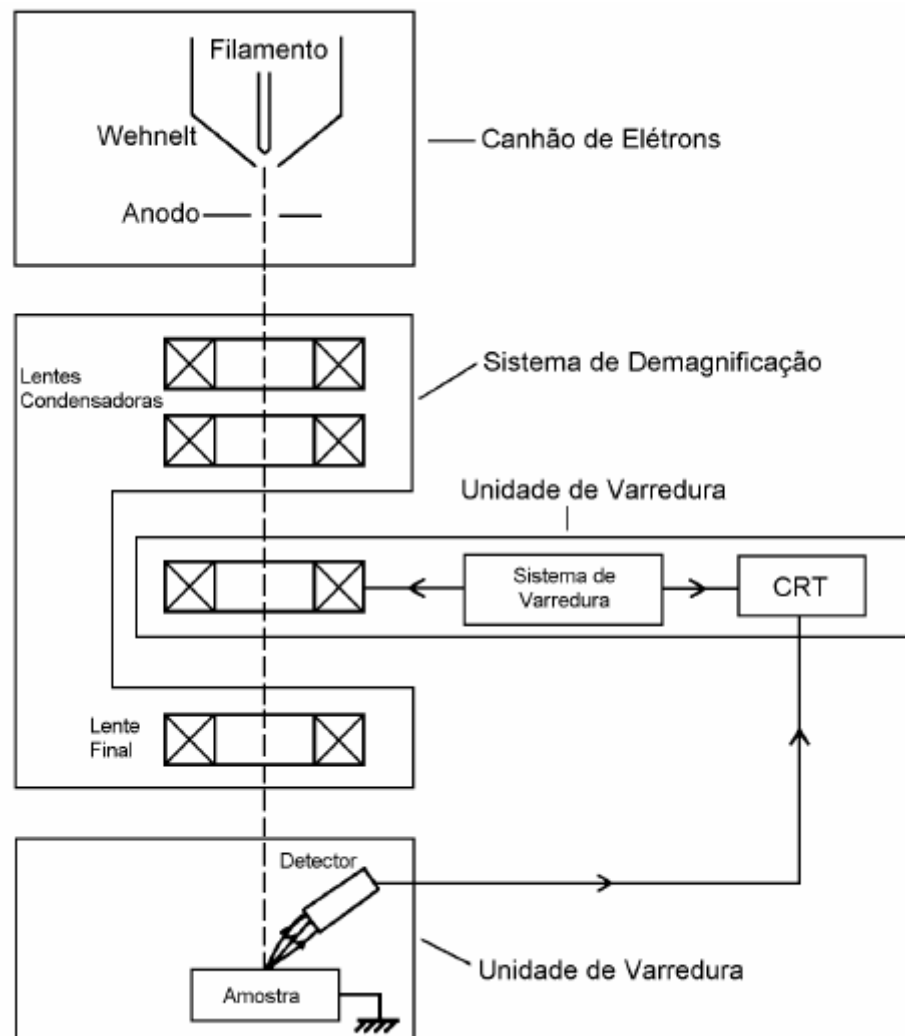 Filamento
Wehnelt
Canhão de Elétrons
Anodo
Lentes
Condensadoras
Sistema de Demagnificação
Unidade de Varredura
Sistema de
Varredura
CRT
Lente
Final
Detector
Unidade de Varredura
Amostra